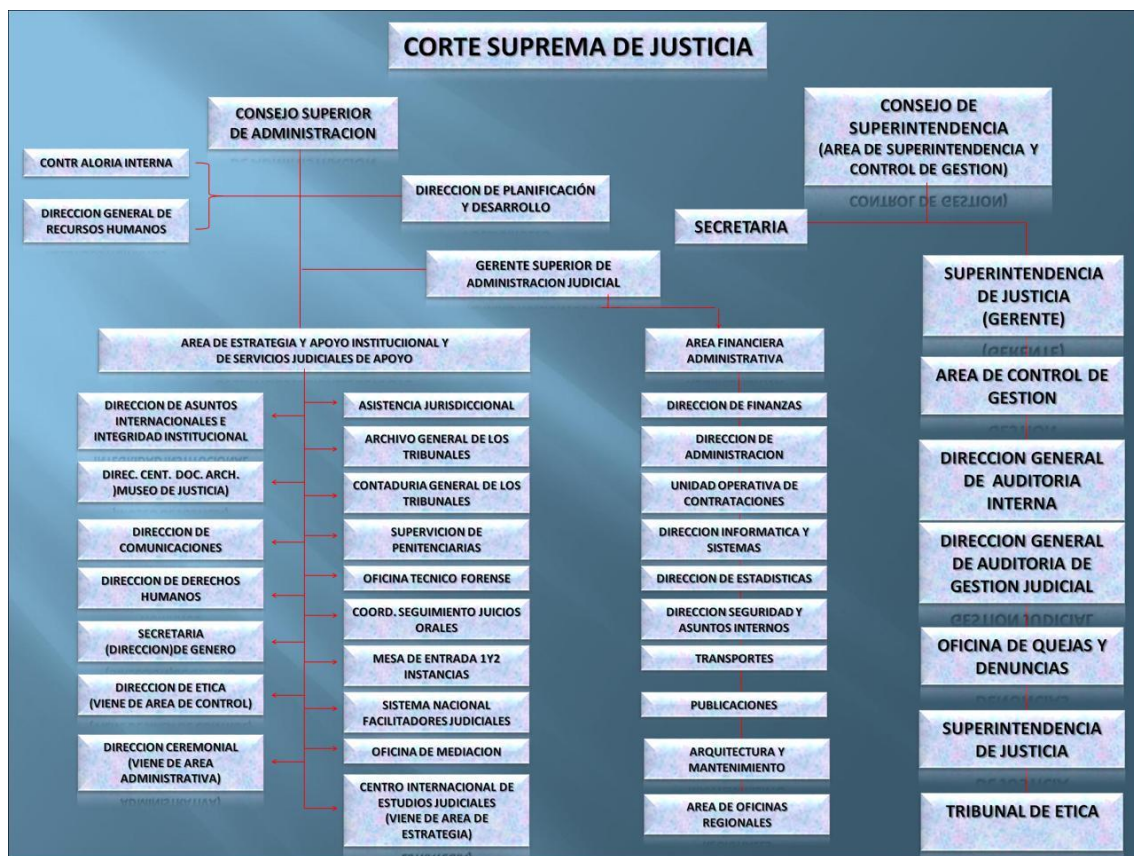 CORTE SUPREMA DE JUSTICIA
CONSEJO SUPERIOR
DE ADMINISTRACION
CONTR ALORIA INTERNA
DIRECCION GENERAL DE
RECURSOS HUMANOS
DIRECCION DE PLANIFICACIÓN
Y DESARROLLO
GERENTE SUPERIOR DE
ADMINISTRACION JUDICIAL
AREA DE ESTRATEGIA Y APOYO INSTITUCIIONAL Y
DE SERVICIOS JUDICIALES DE APOYO
DIRECCION DE ASUNTOS
INTERNACIONALES E
INTEGRIDAD INSTITUCIONAL
DIREC. CENT. DOC. ARCH.
)MUSEO DE JUSTICIA)
DIRECCION DE
COMUNICACIONES
DIRECCION DE DERECHOS
HUMANOS
SECRETARIA
(DIRECCION)DE GENERO
DIRECCION DE ETICA
(VIENE DE AREA DE CONTROL)
DIRECCION CEREMONIAL
(VIENE DE AREA
ADMINISTRATIVA)
ASISTENCIA JURISDICCIONAL
ARCHIVO GENERAL DE LOS
TRIBUNALES
CONTADURIA GENERAL DE LOS
TRIBUNALES
SUPERVICION DE
PENITENCIARIAS
OFICINA TECNICO FORENSE
COORD. SEGUIMIENTO JUICIOS
ORALES
MESA DE ENTRADA 1Y2
INSTANCIAS
SISTEMA NACIONAL
FACILITADORES JUDICIALES
OFICINA DE MEDIACION
CENTRO INTERNACIONAL DE
ESTUDIOS JUDICIALES
(VIENE DE AREA DE
ESTRATEGIA)
AREA FINANCIERA
ADMINISTRATIVA
DIRECCION DE FINANZAS
DIRECCION DE
ADMINISTRACION
UNIDAD OPERATIVA DE
CONTRATACIONES
DIRECCION INFORMATICA Y
SISTEMAS
DIRECCION DE ESTADISTICAS
DIRECCION SEGURIDAD Y
ASUNTOS INTERNOS
TRANSPORTES
PUBLICACIONES
ARQUITECTURA Y
MANTENIMIENTO
AREA DE OFICINAS
REGIONALES
CONSEJO DE
SUPERINTENDENCIA
(AREA DE SUPERINTENDENCIA Y
CONTROL DE GESTION)
SECRETARIA
SUPERINTENDENCIA
DE JUSTICIA
(GERENTE)
AREA DE CONTROL DE
GESTION
DIRECCION GENERAL
DE AUDITORIA
INTERNA
DIRECCION GENERAL
DE AUDITORIA DE
GESTION JUDICIAL
OFICINA DE QUEJAS Y
DENUNCIAS
SUPERINTENDENCIA
DE JUSTICIA
TRIBUNAL DE ETICA